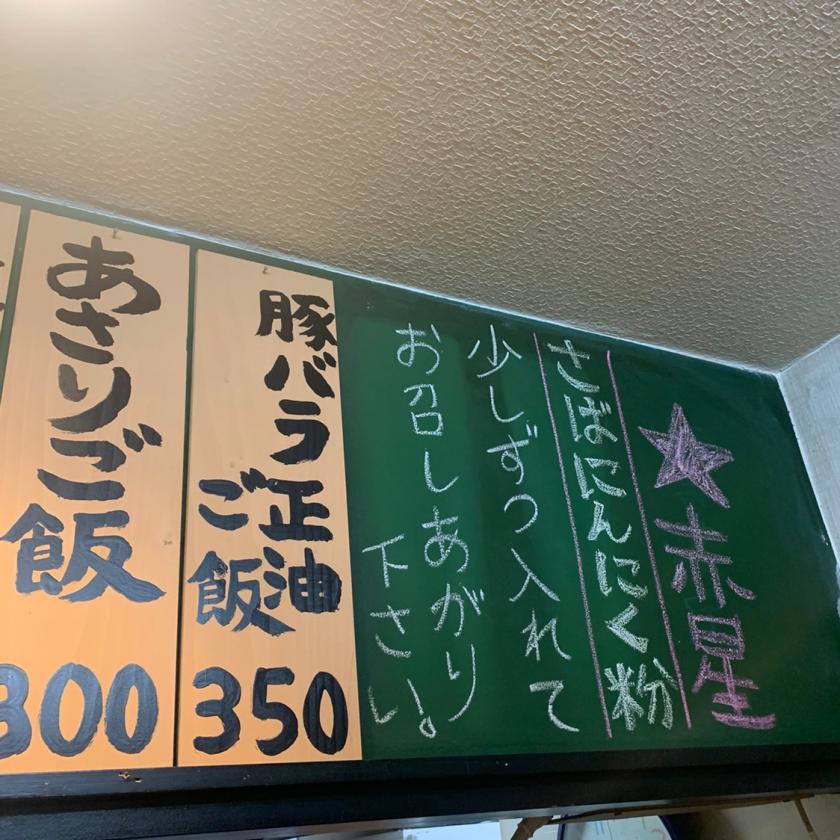 ★赤星
さばにんにく粉
少しずつ入れて
お召しあがり
下さい。
豚バラ正油
ご飯
350
あさりご飯
300